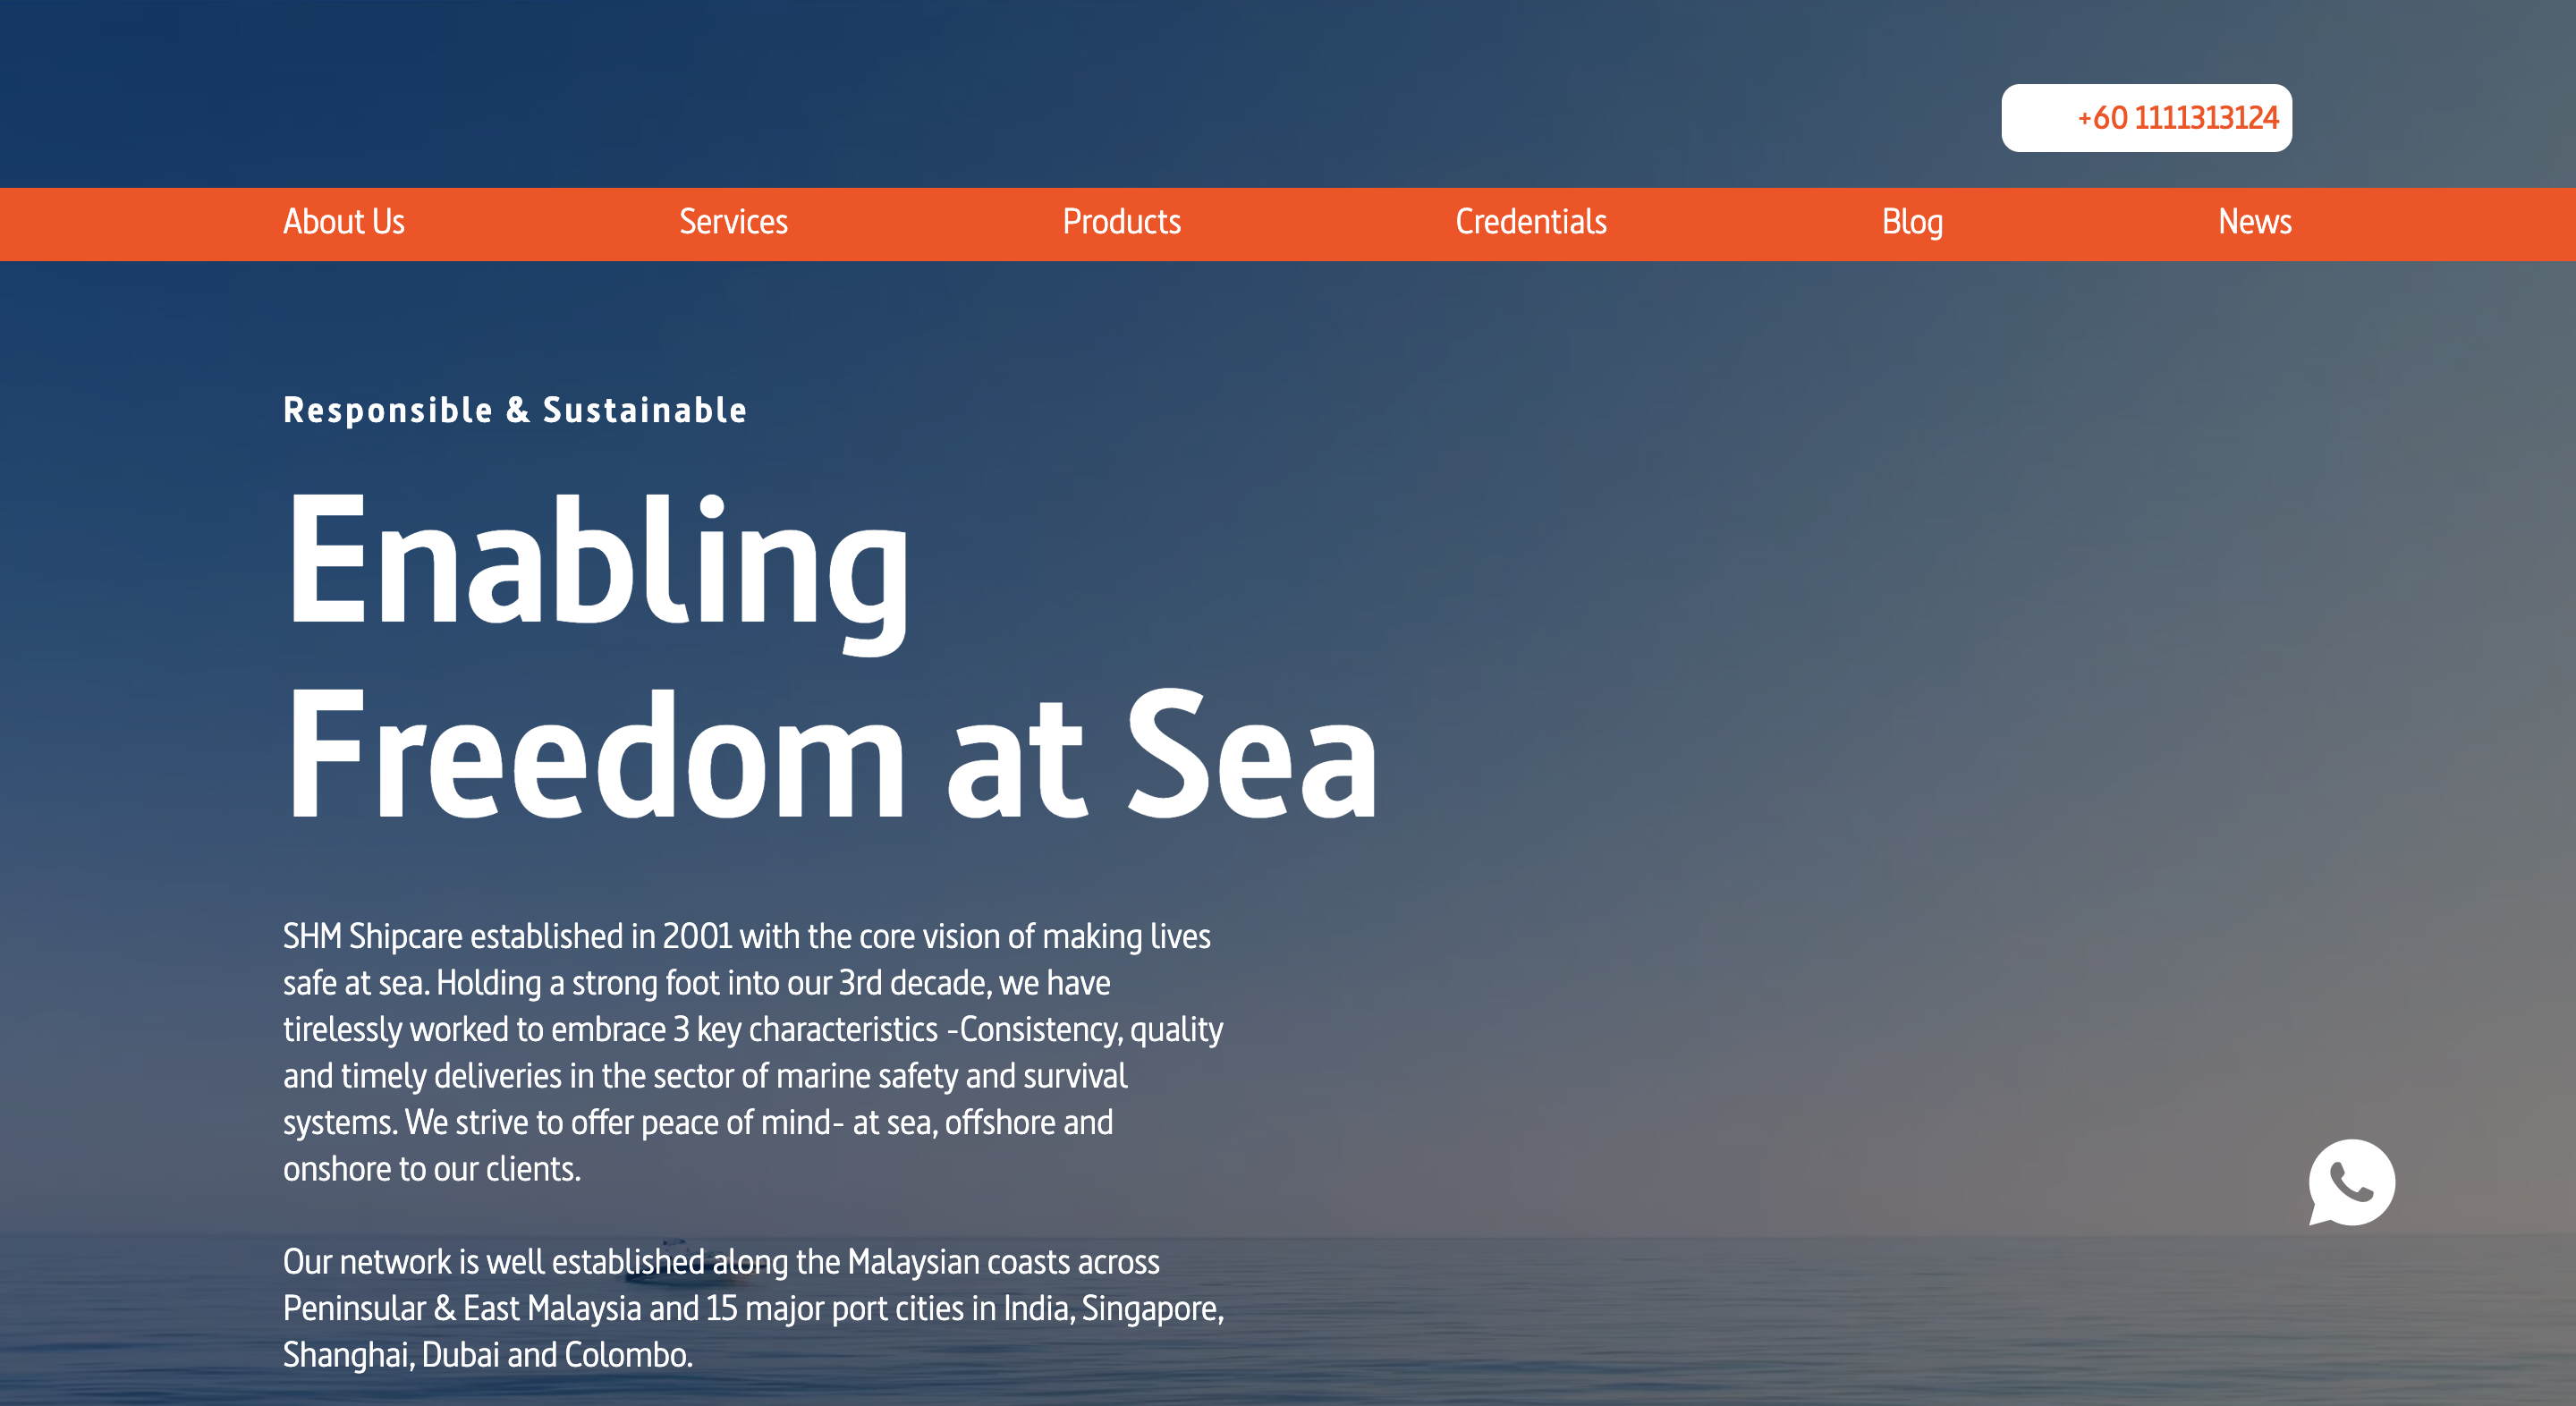 +60 1111313124
About Us Services Products Credentials Blog News
Responsible & Sustainable
Enabling
Freedom at Sea
SHM Shipcare established in 2001 with the core vision of making lives
safe at sea. Holding a strong foot into our 3rd decade, we have
tirelessly worked to embrace 3 key characteristics -Consistency, quality
and timely deliveries in the sector of marine safety and survival
systems. We strive to offer peace of mind- at sea, offshore and
onshore to our clients.
Our network is well established along the Malaysian coasts across
Peninsular & East Malaysia and 15 major port cities in India, Singapore,
Shanghai, Dubai and Colombo.